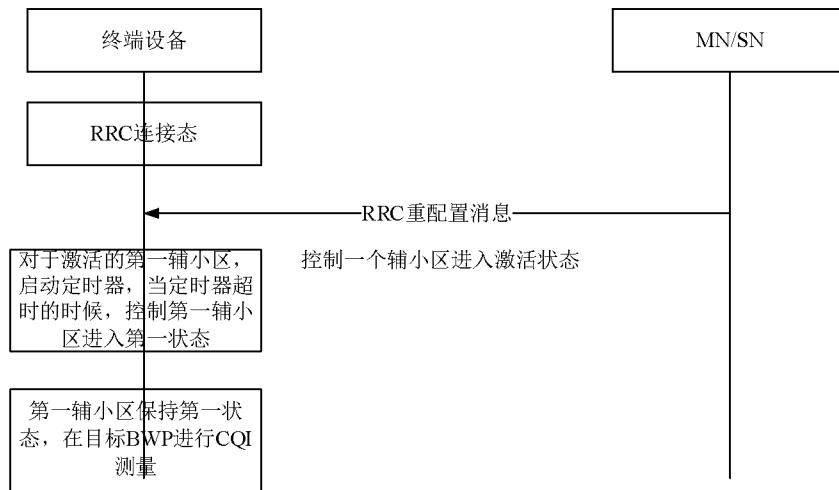 终端设备
MN/SN
RRC连接态
RRC重配置消息
控制一个辅小区进入激活状态
对于激活的第一辅小区，
启动定时器，当定时器超
时的时候，控制第一辅小
区进入第一状态
第一辅小区保持第一状
态，在目标BWP进行CQI
测量